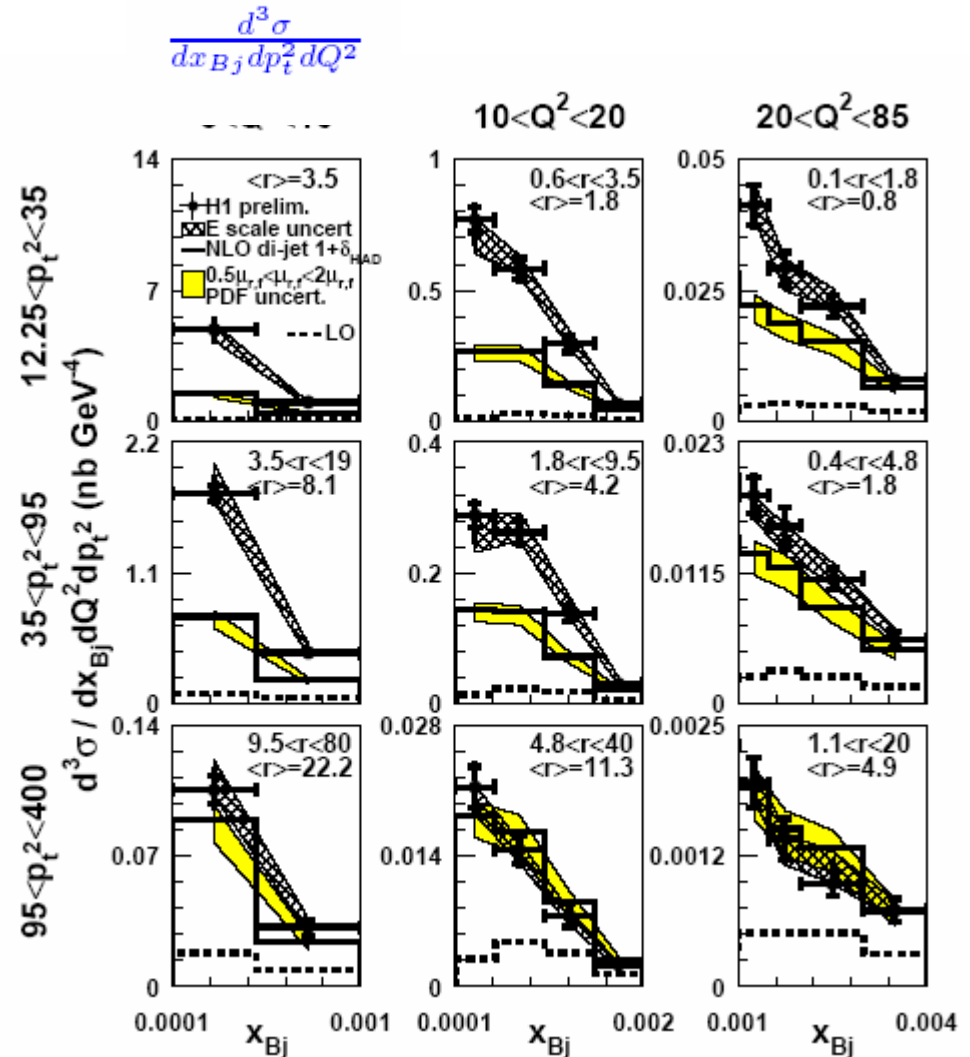 d³σ
dx_Bj dp_t² dQ²
10<Q²<20
20<Q²<85
12.25<p_t²<35
35<p_t²<95
95<p_t²<400
d³σ / dx_Bj dQ² dp_t² (nb GeV⁻⁴)
14
7
0
<r>=3.5
H1 prelim.
E scale uncert
NLO di-jet 1+δ_HAD
0.5μ_r,f<μ_r,f<2μ_r,f
PDF uncert.
LO
1
0.5
0
0.6<r<3.5
<r>=1.8
0.05
0.025
0
0.1<r<1.8
<r>=0.8
2.2
1.1
0
3.5<r<19
<r>=8.1
0.4
0.2
0
1.8<r<9.5
<r>=4.2
0.023
0.0115
0
0.4<r<4.8
<r>=1.8
0.14
0.07
0
9.5<r<80
<r>=22.2
0.028
0.014
0
4.8<r<40
<r>=11.3
0.0025
0.0012
0
1.1<r<20
<r>=4.9
0.0001
0.001
x_Bj
0.0001
0.002
x_Bj
0.001
0.004
x_Bj